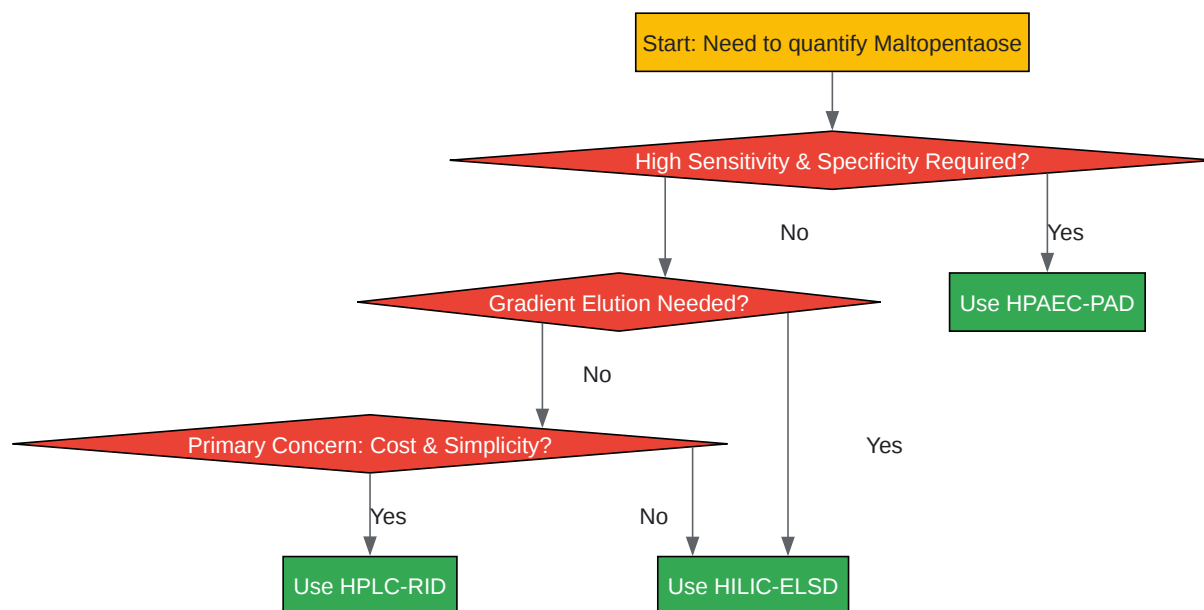 Start: Need to quantify Maltopentaose
High Sensitivity & Specificity Required?
No
Yes
Gradient Elution Needed?
Use HPAEC-PAD
No
Primary Concern: Cost & Simplicity?
Yes
Yes
No
Use HPLC-RID
Use HILIC-ELSD